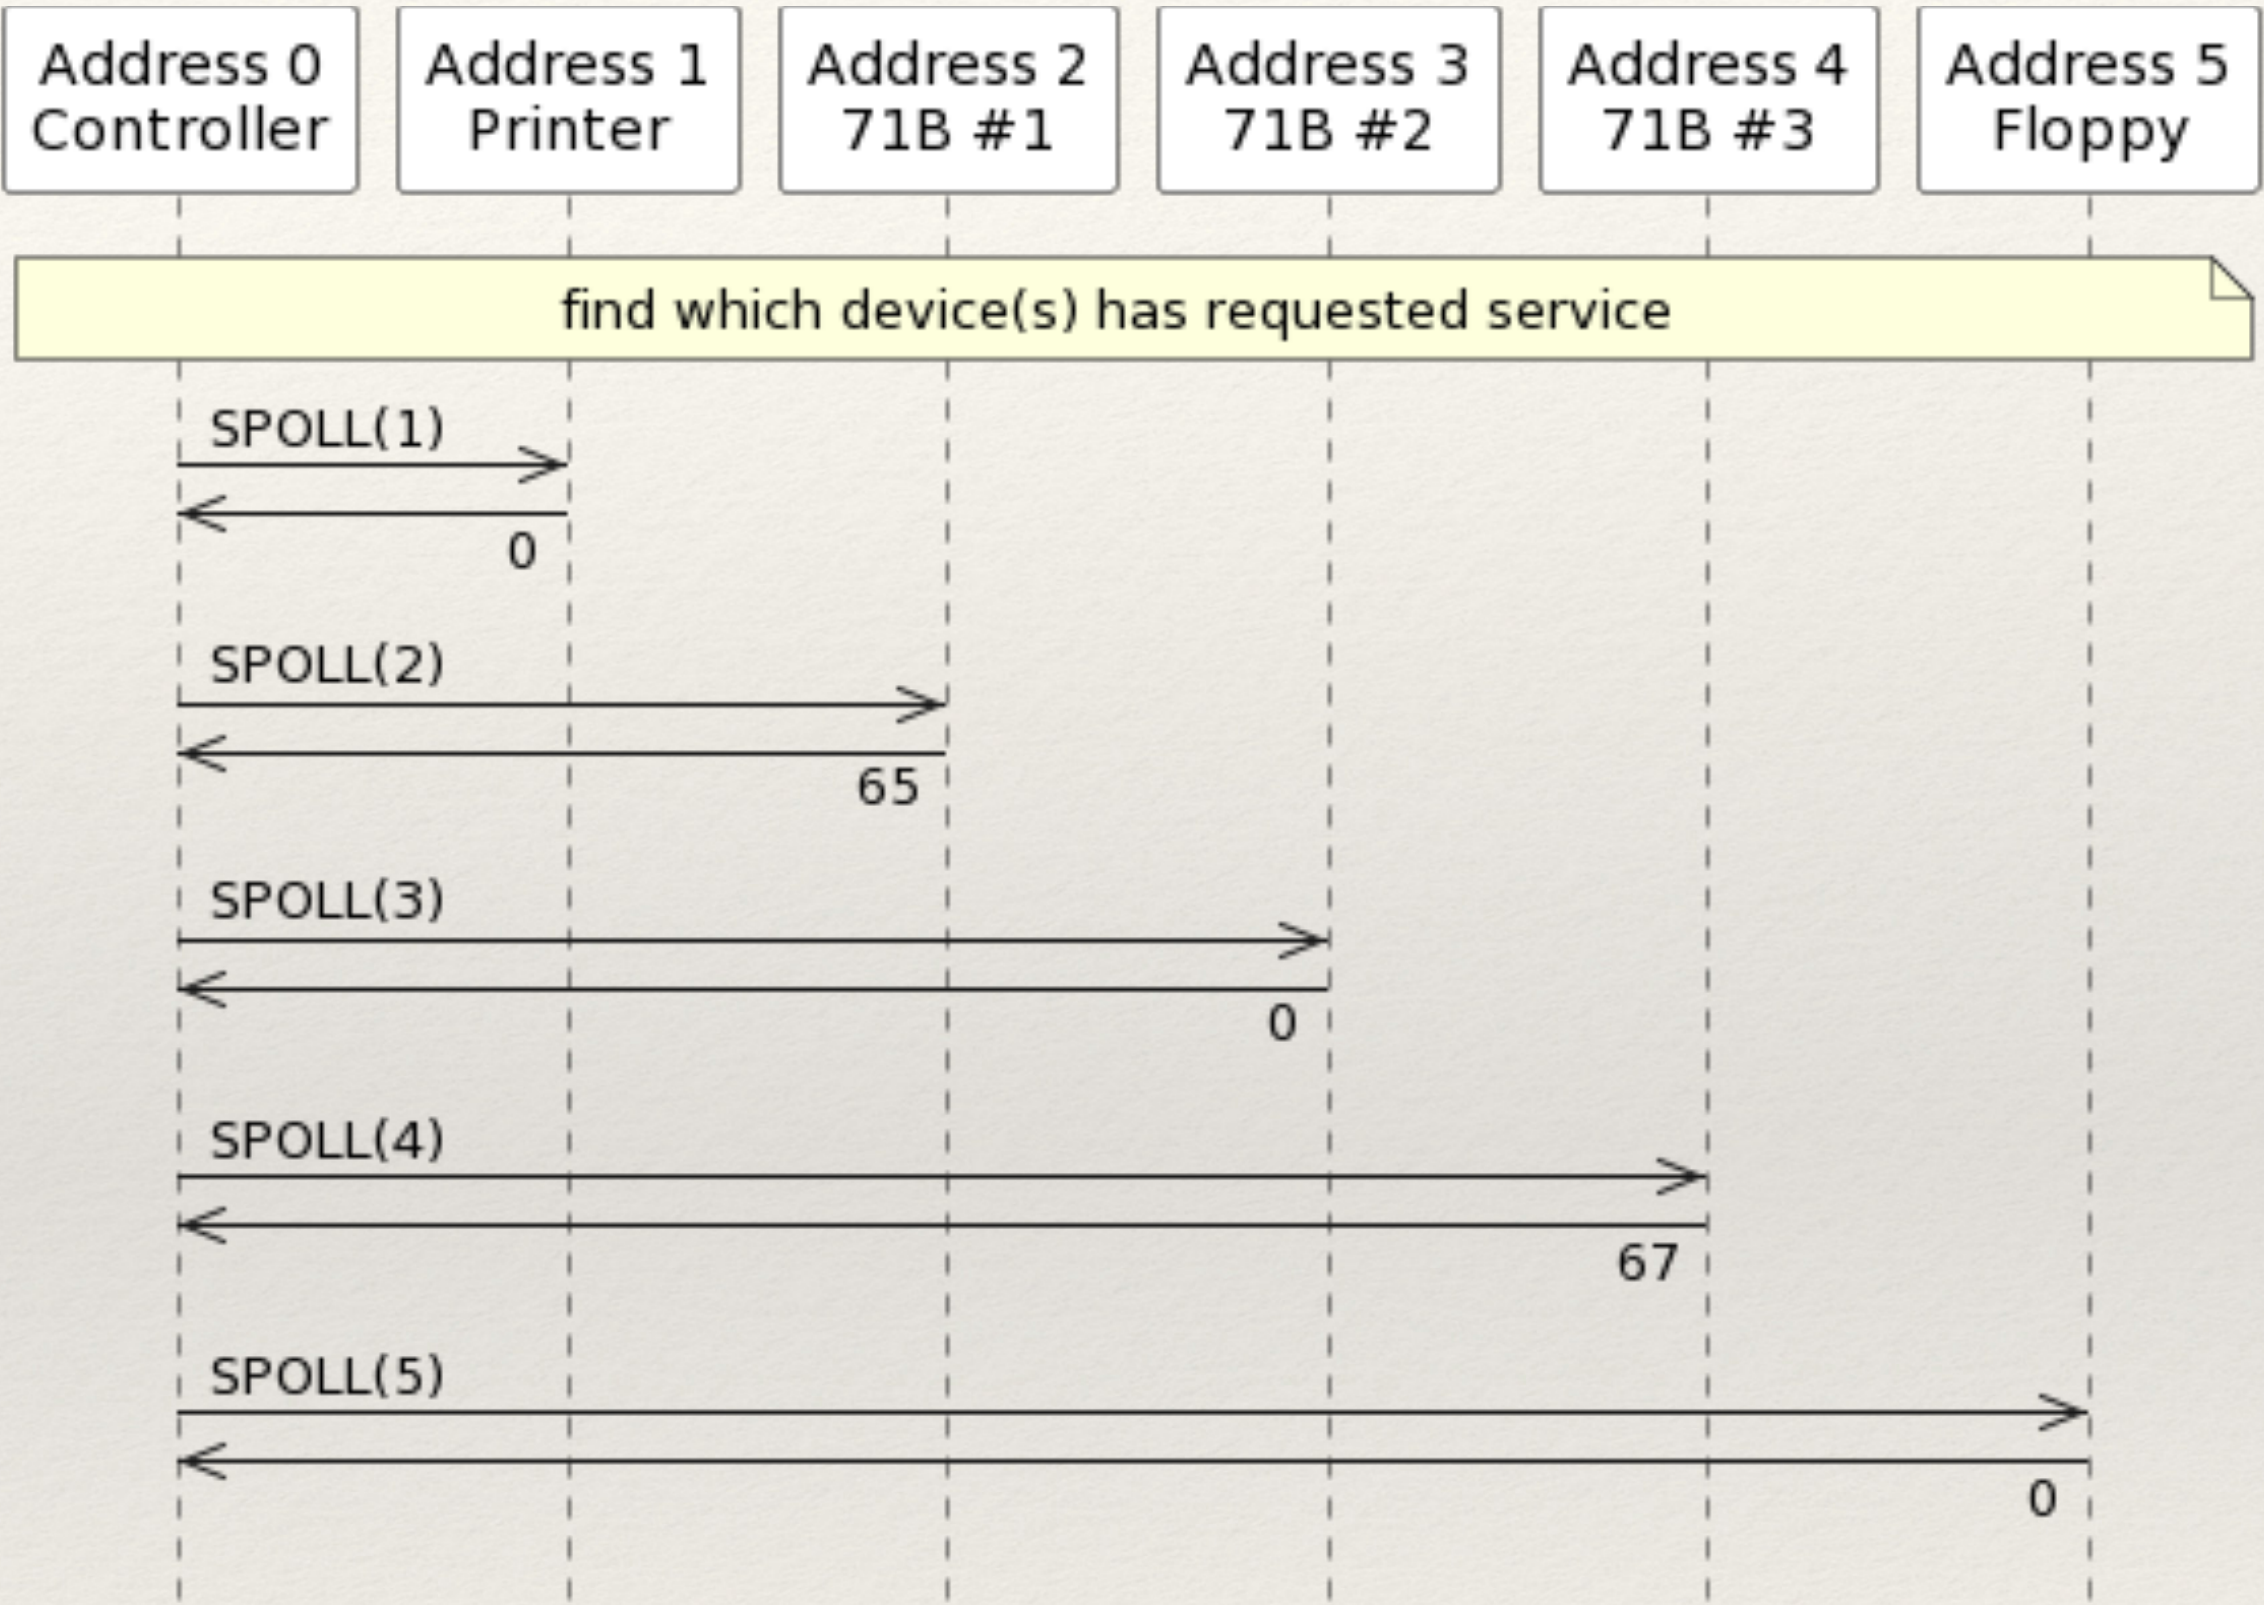 Address 0
Controller
Address 1
Printer
Address 2
71B #1
Address 3
71B #2
Address 4
71B #3
Address 5
Floppy
find which device(s) has requested service
SPOLL(1)
0
SPOLL(2)
65
SPOLL(3)
0
SPOLL(4)
67
SPOLL(5)
0